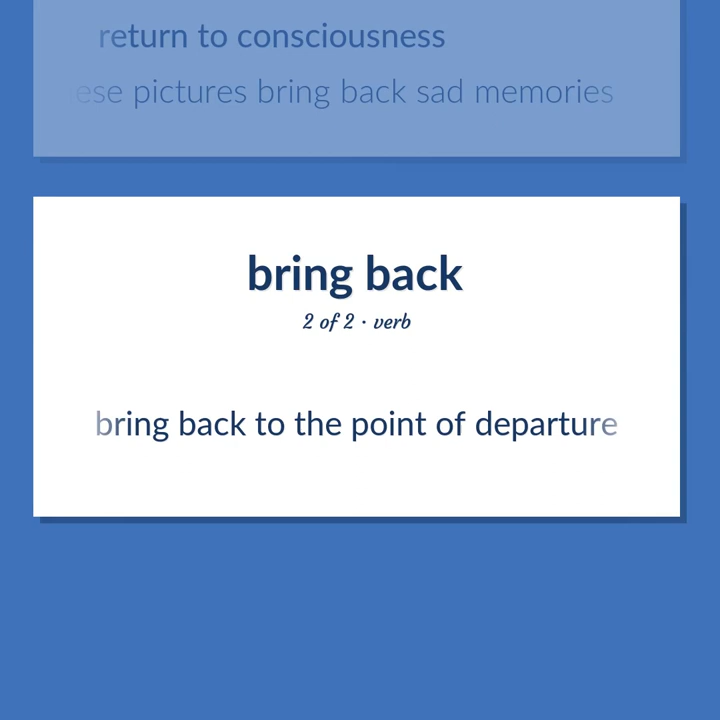 return to consciousness
ese pictures bring back sad memories
bring back
2 of 2 · verb
bring back to the point of departure